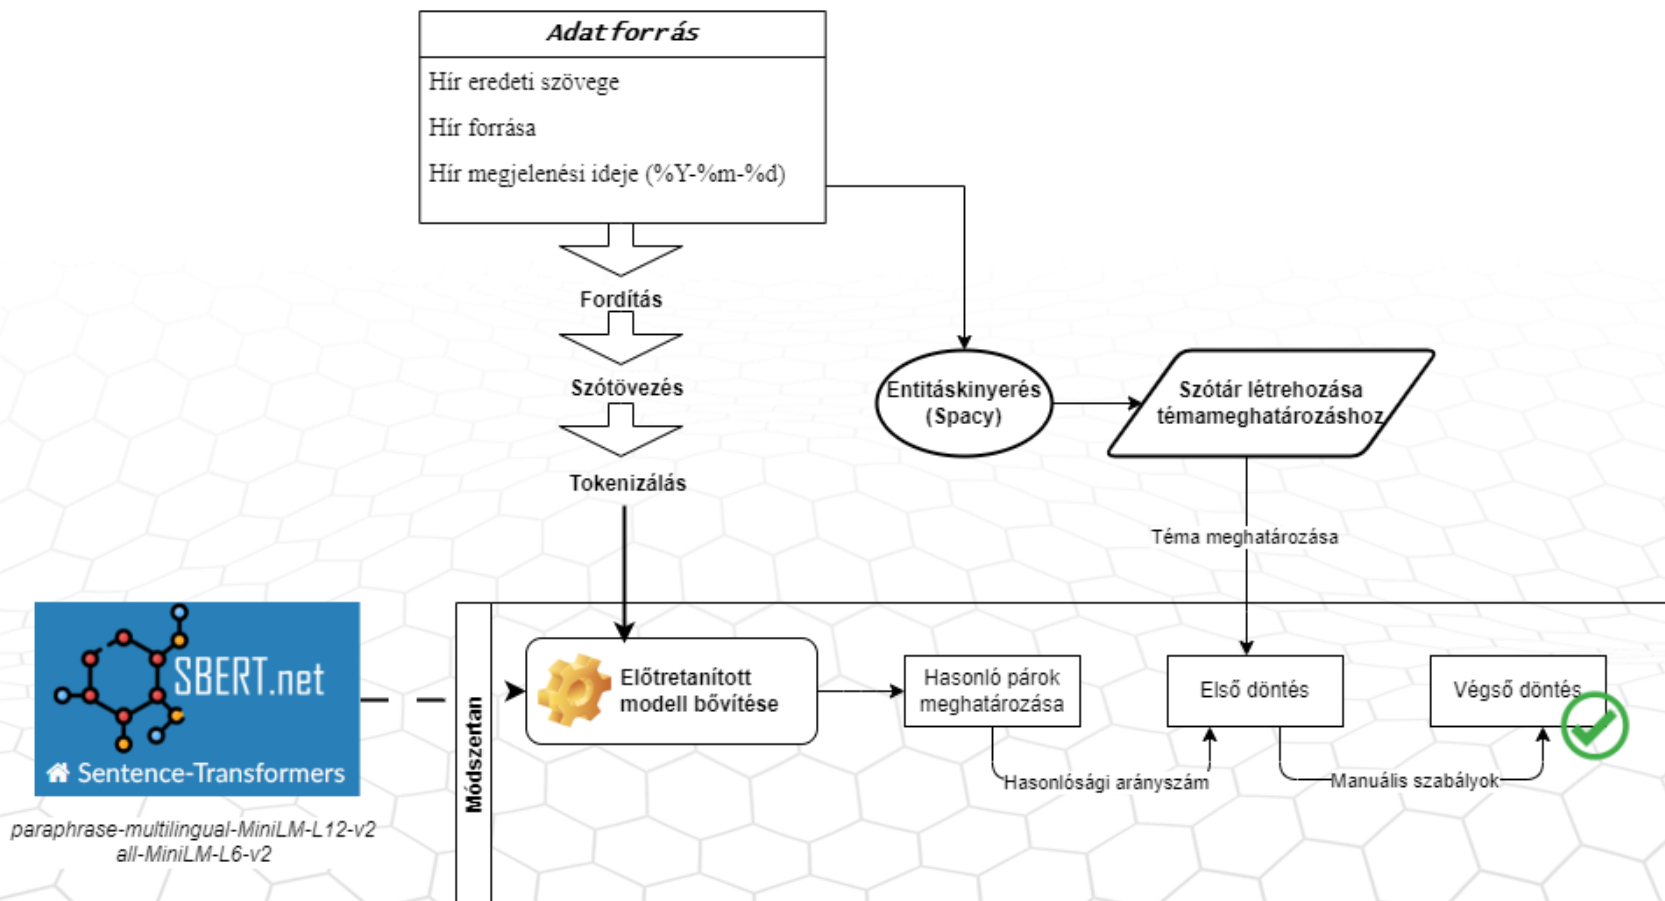 Adatforrás
Hír eredeti szövege
Hír forrása
Hír megjelenési ideje (%Y-%m-%d)
Fordítás
Szótövezés
Tokenizálás
Entitáskinyerés
(Spacy)
Szótár létrehozása
témameghatározáshoz
Téma meghatározása
SBERT.net
Sentence-Transformers
paraphrase-multilingual-MiniLM-L12-v2
all-MiniLM-L6-v2
Módszertan
Előtretanított
modell bővítése
Hasonló párok
meghatározása
Hasonlósági arányszám
Első döntés
Manuális szabályok
Végső döntés